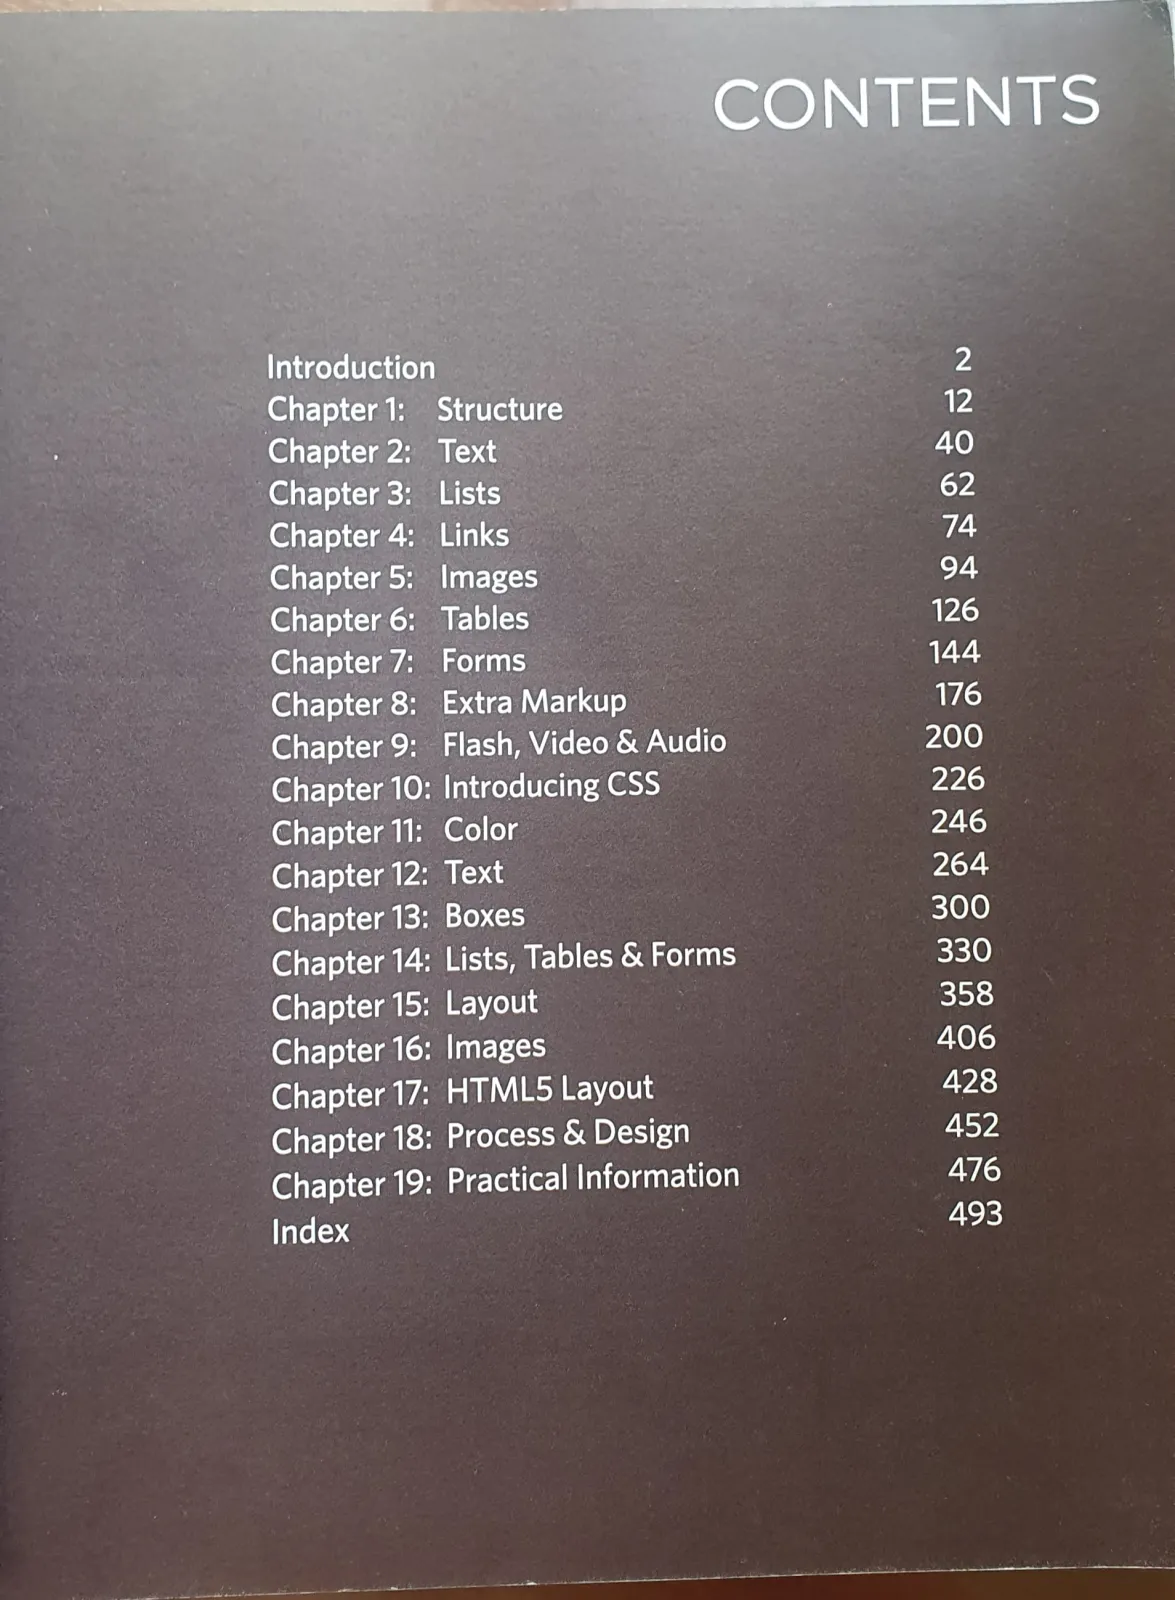 CONTENTS
Introduction 2
Chapter 1: Structure 12
Chapter 2: Text 40
Chapter 3: Lists 62
Chapter 4: Links 74
Chapter 5: Images 94
Chapter 6: Tables 126
Chapter 7: Forms 144
Chapter 8: Extra Markup 176
Chapter 9: Flash, Video & Audio 200
Chapter 10: Introducing CSS 226
Chapter 11: Color 246
Chapter 12: Text 264
Chapter 13: Boxes 300
Chapter 14: Lists, Tables & Forms 330
Chapter 15: Layout 358
Chapter 16: Images 406
Chapter 17: HTML5 Layout 428
Chapter 18: Process & Design 452
Chapter 19: Practical Information 476
Index 493